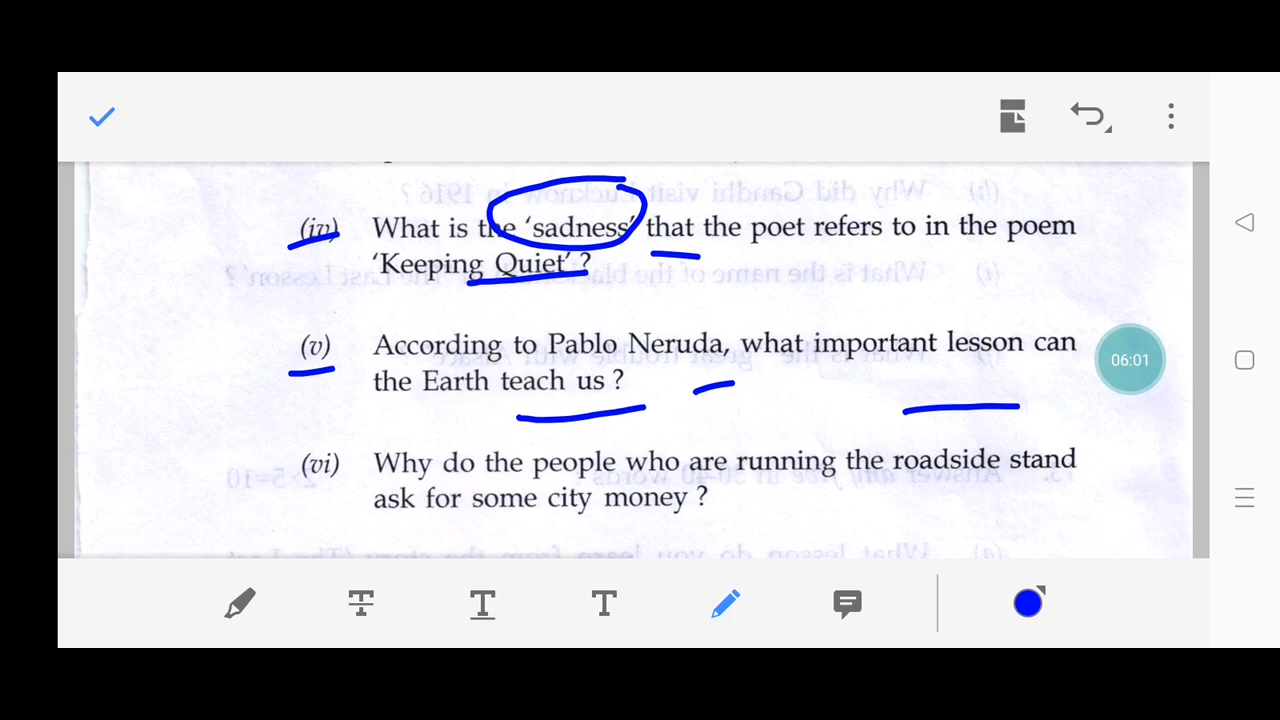 (iv) What is the ‘sadness’ that the poet refers to in the poem
‘Keeping Quiet’ ?
(v) According to Pablo Neruda, what important lesson can
the Earth teach us ?
06:01
(vi) Why do the people who are running the roadside stand
ask for some city money ?